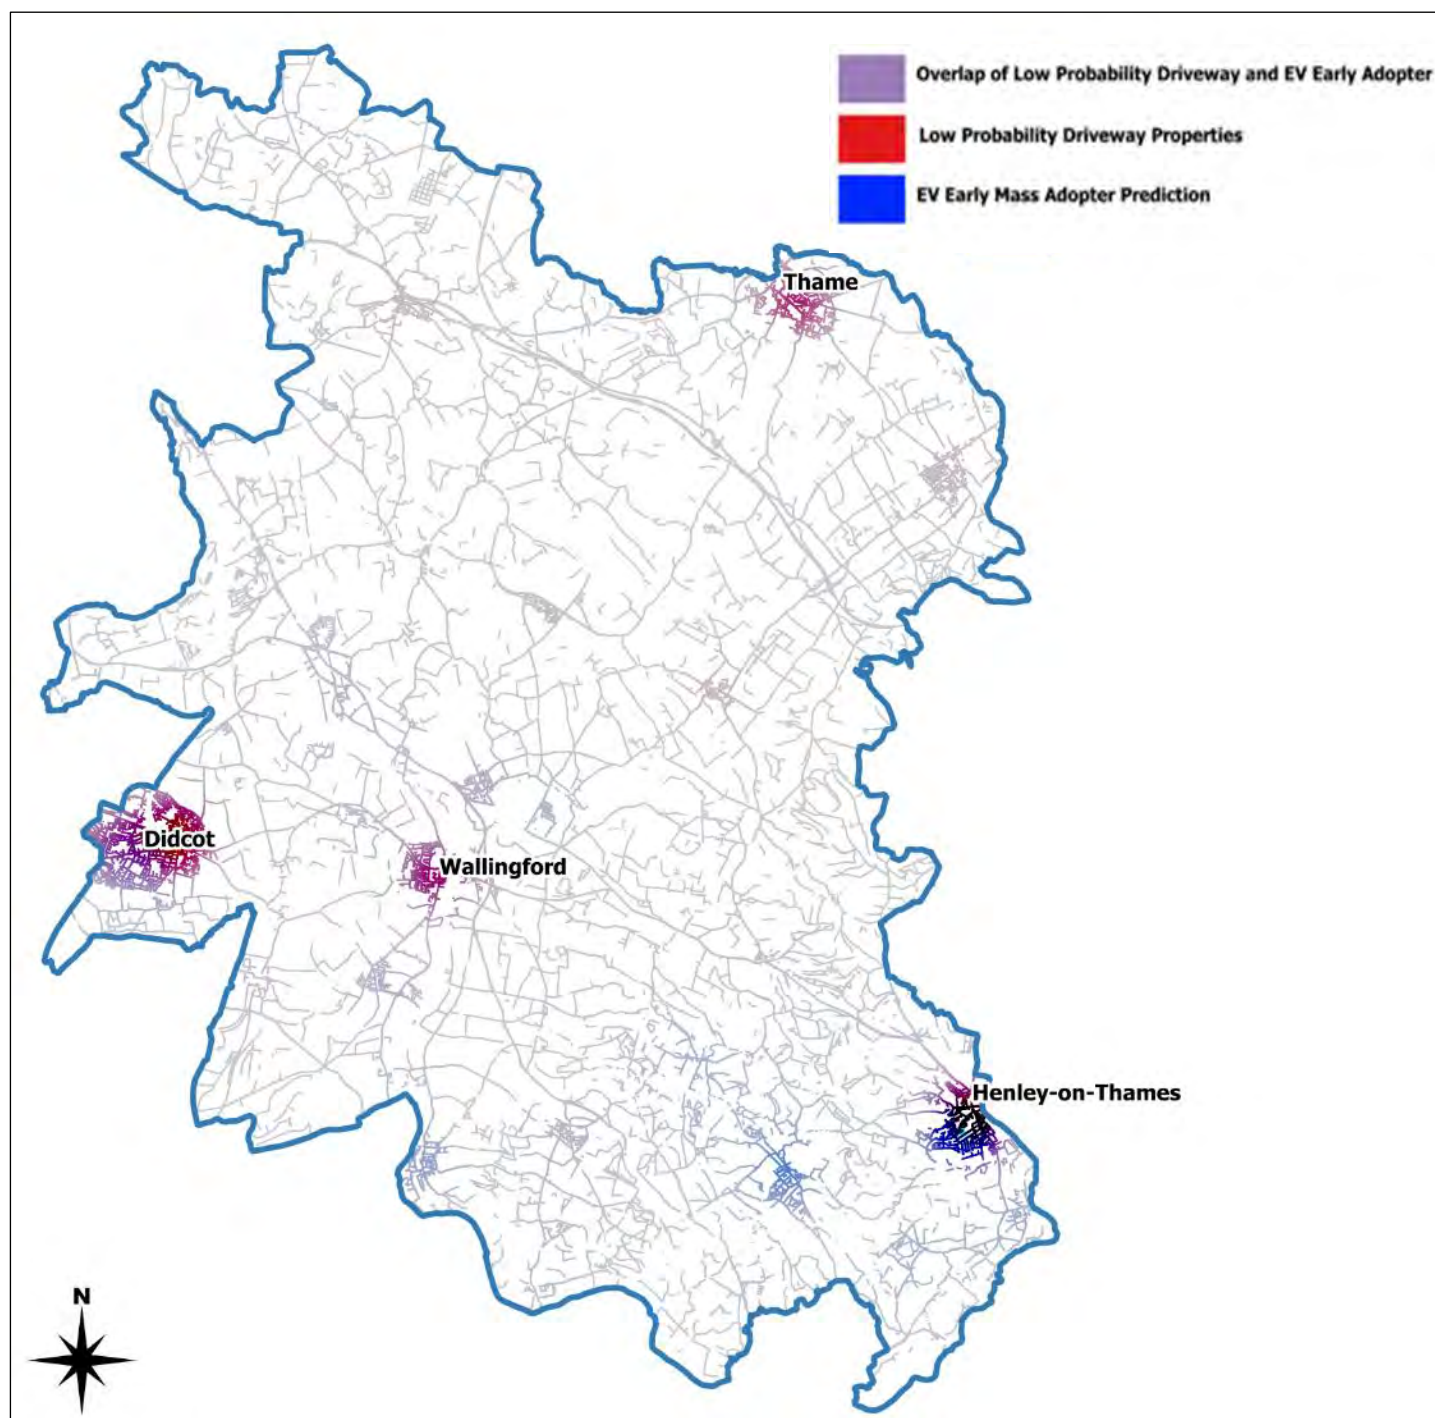 Overlap of Low Probability Driveway and EV Early Adopter
Low Probability Driveway Properties
EV Early Mass Adopter Prediction
Thame
Didcot
Wallingford
Henley-on-Thames
N